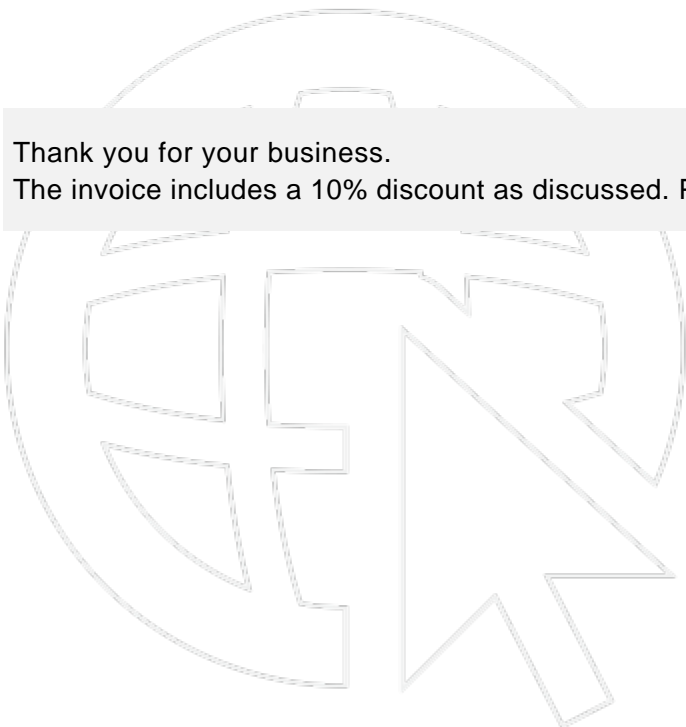 Thank you for your business.
The invoice includes a 10% discount as discussed.